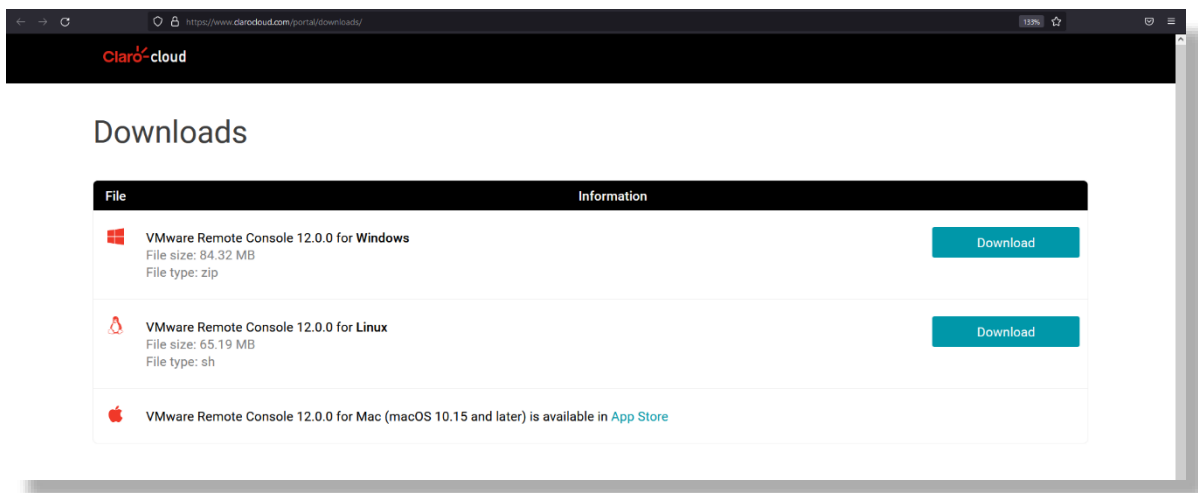 https://www.clarocloud.com/portal/downloads/ 133%
Claro-cloud
Downloads
File Information
VMware Remote Console 12.0.0 for Windows
File size: 84.32 MB
File type: zip
Download
VMware Remote Console 12.0.0 for Linux
File size: 65.19 MB
File type: sh
Download
VMware Remote Console 12.0.0 for Mac (macOS 10.15 and later) is available in App Store